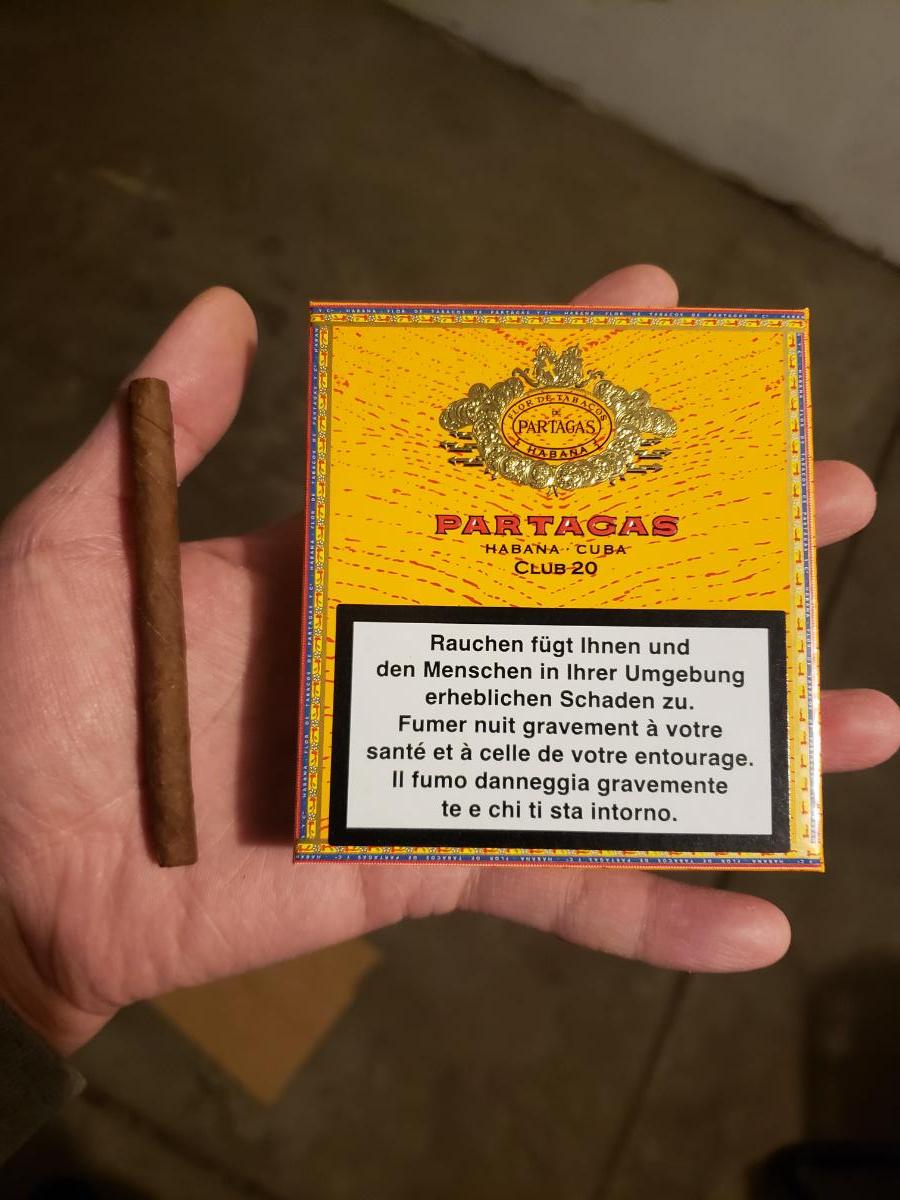 FLOR DE TABACOS
DE
PARTAGAS
HABANA
PARTAGAS
HABANA · CUBA
CLUB 20
Rauchen fügt Ihnen und
den Menschen in Ihrer Umgebung
erheblichen Schaden zu.
Fumer nuit gravement à votre
santé et à celle de votre entourage.
Il fumo danneggia gravemente
te e chi ti sta intorno.